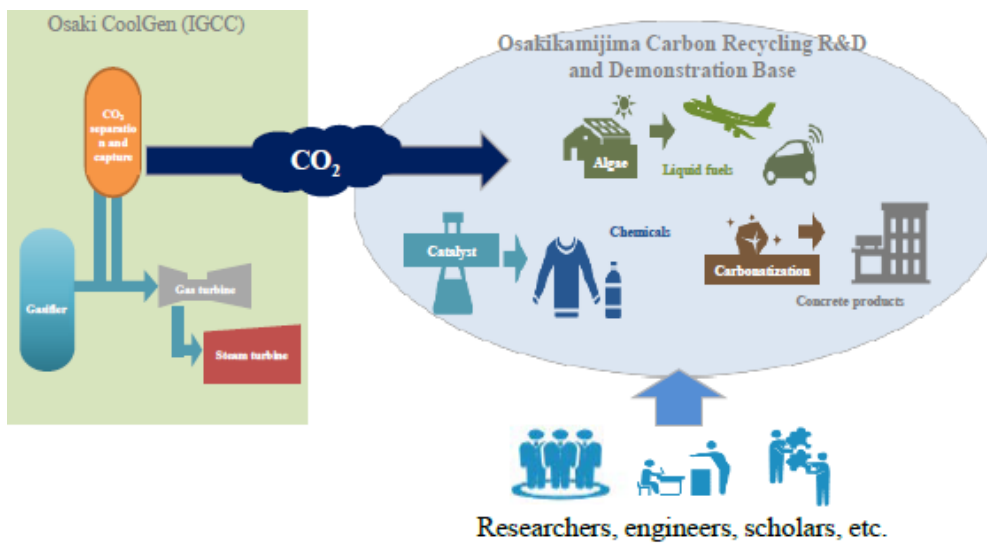 Osaki CoolGen (IGCC)
CO₂
separatio
n and
capture
Gasifier
Gas turbine
Steam turbine
CO₂
Osakikamijima Carbon Recycling R&D
and Demonstration Base
Algae
Liquid fuels
Catalyst
Chemicals
Carbonatization
Concrete products
Researchers, engineers, scholars, etc.